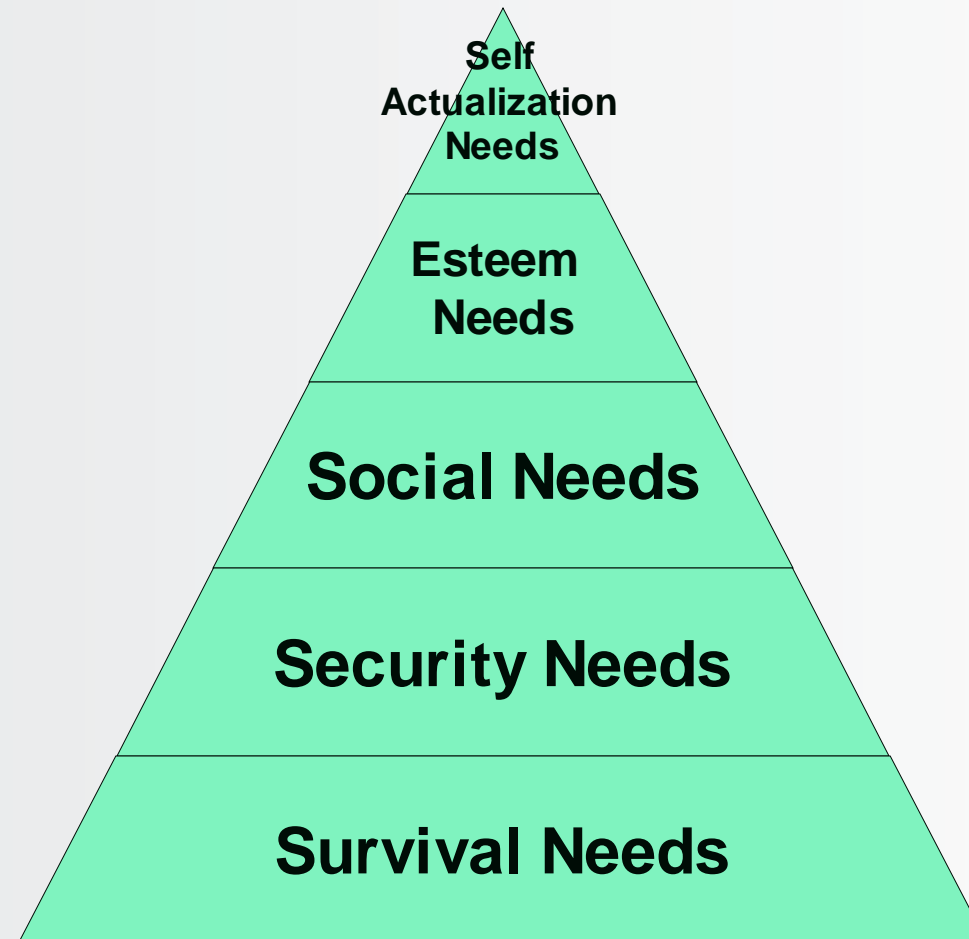 Self
Actualization
Needs
Esteem
Needs
Social Needs
Security Needs
Survival Needs